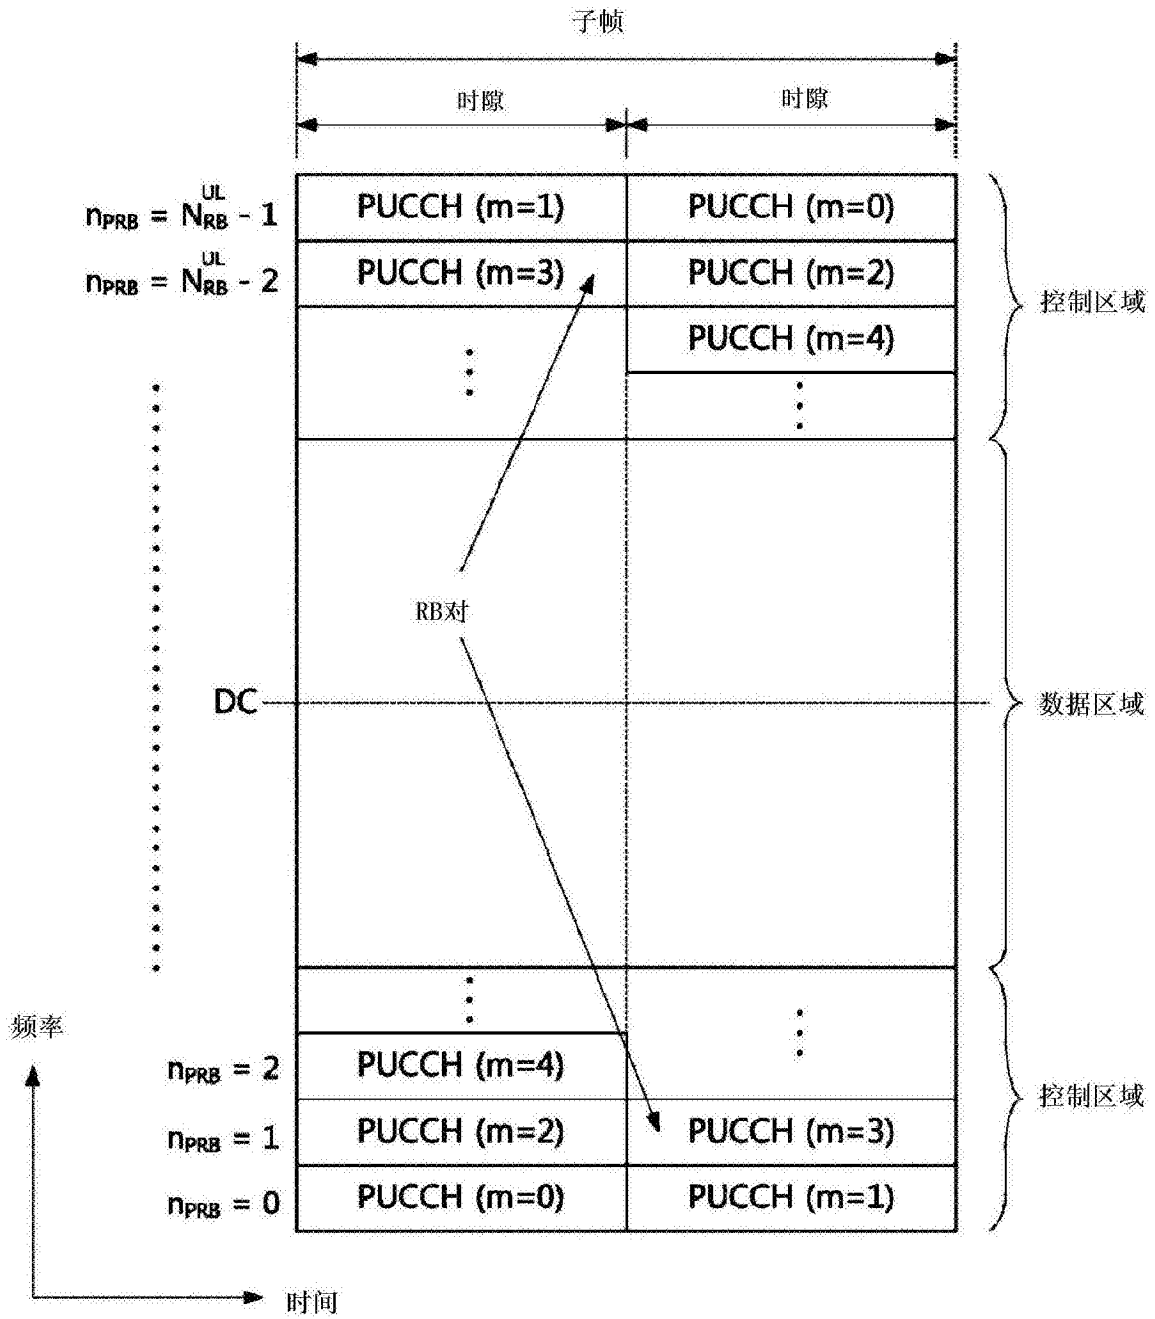 子帧
时隙 时隙
n_PRB = N_RB^UL - 1 PUCCH (m=1) PUCCH (m=0)
n_PRB = N_RB^UL - 2 PUCCH (m=3) PUCCH (m=2)
控制区域
PUCCH (m=4)
RB对
DC 数据区域
频率
n_PRB = 2 PUCCH (m=4)
控制区域
n_PRB = 1 PUCCH (m=2) PUCCH (m=3)
n_PRB = 0 PUCCH (m=0) PUCCH (m=1)
时间